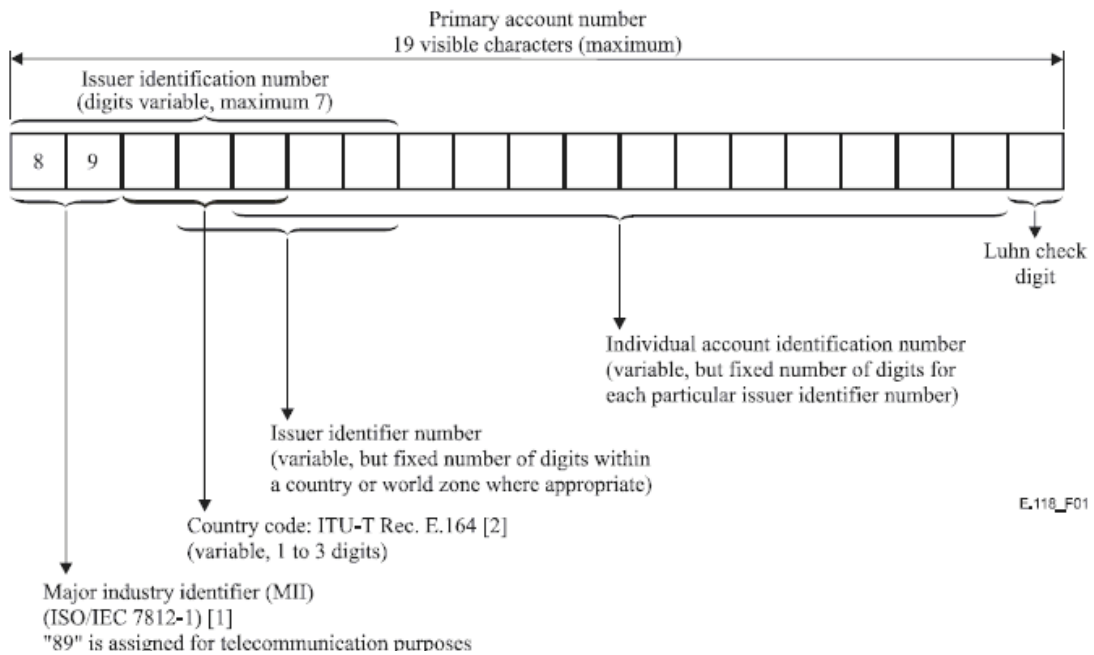 Primary account number
19 visible characters (maximum)
Issuer identification number
(digits variable, maximum 7)
8 9
Luhn check
digit
Individual account identification number
(variable, but fixed number of digits for
each particular issuer identifier number)
Issuer identifier number
(variable, but fixed number of digits within
a country or world zone where appropriate)
E.118_F01
Country code: ITU-T Rec. E.164 [2]
(variable, 1 to 3 digits)
Major industry identifier (MII)
(ISO/IEC 7812-1) [1]
"89" is assigned for telecommunication purposes